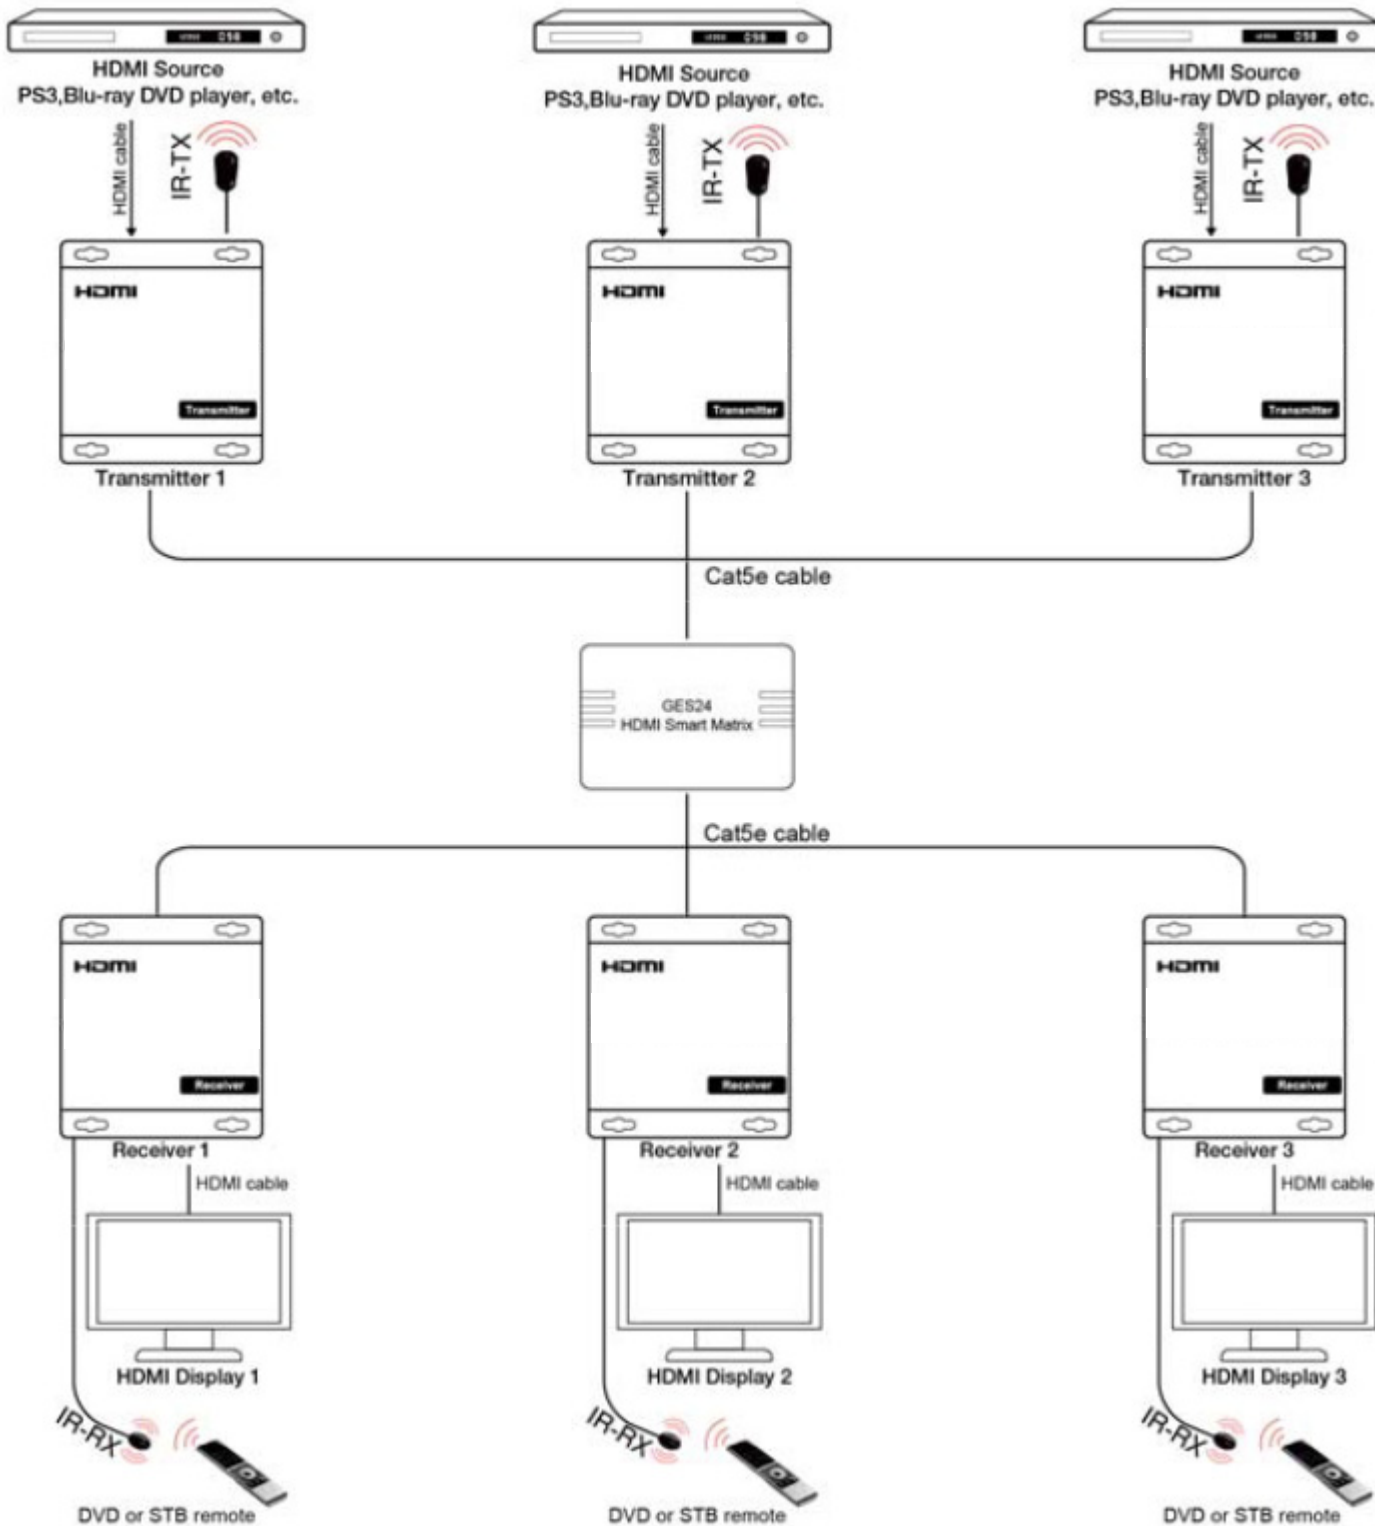 HDMI Source
PS3,Blu-ray DVD player, etc.
HDMI Source
PS3,Blu-ray DVD player, etc.
HDMI Source
PS3,Blu-ray DVD player, etc.
HDMI cable
IR-TX
HDMI cable
IR-TX
HDMI cable
IR-TX
HDMI
HDMI
HDMI
Transmitter
Transmitter
Transmitter
Transmitter 1
Transmitter 2
Transmitter 3
Cat5e cable
GES24
HDMI Smart Matrix
Cat5e cable
HDMI
HDMI
HDMI
Receiver
Receiver
Receiver
Receiver 1
Receiver 2
Receiver 3
HDMI cable
HDMI cable
HDMI cable
HDMI Display 1
HDMI Display 2
HDMI Display 3
IR-RX
IR-RX
IR-RX
DVD or STB remote
DVD or STB remote
DVD or STB remote